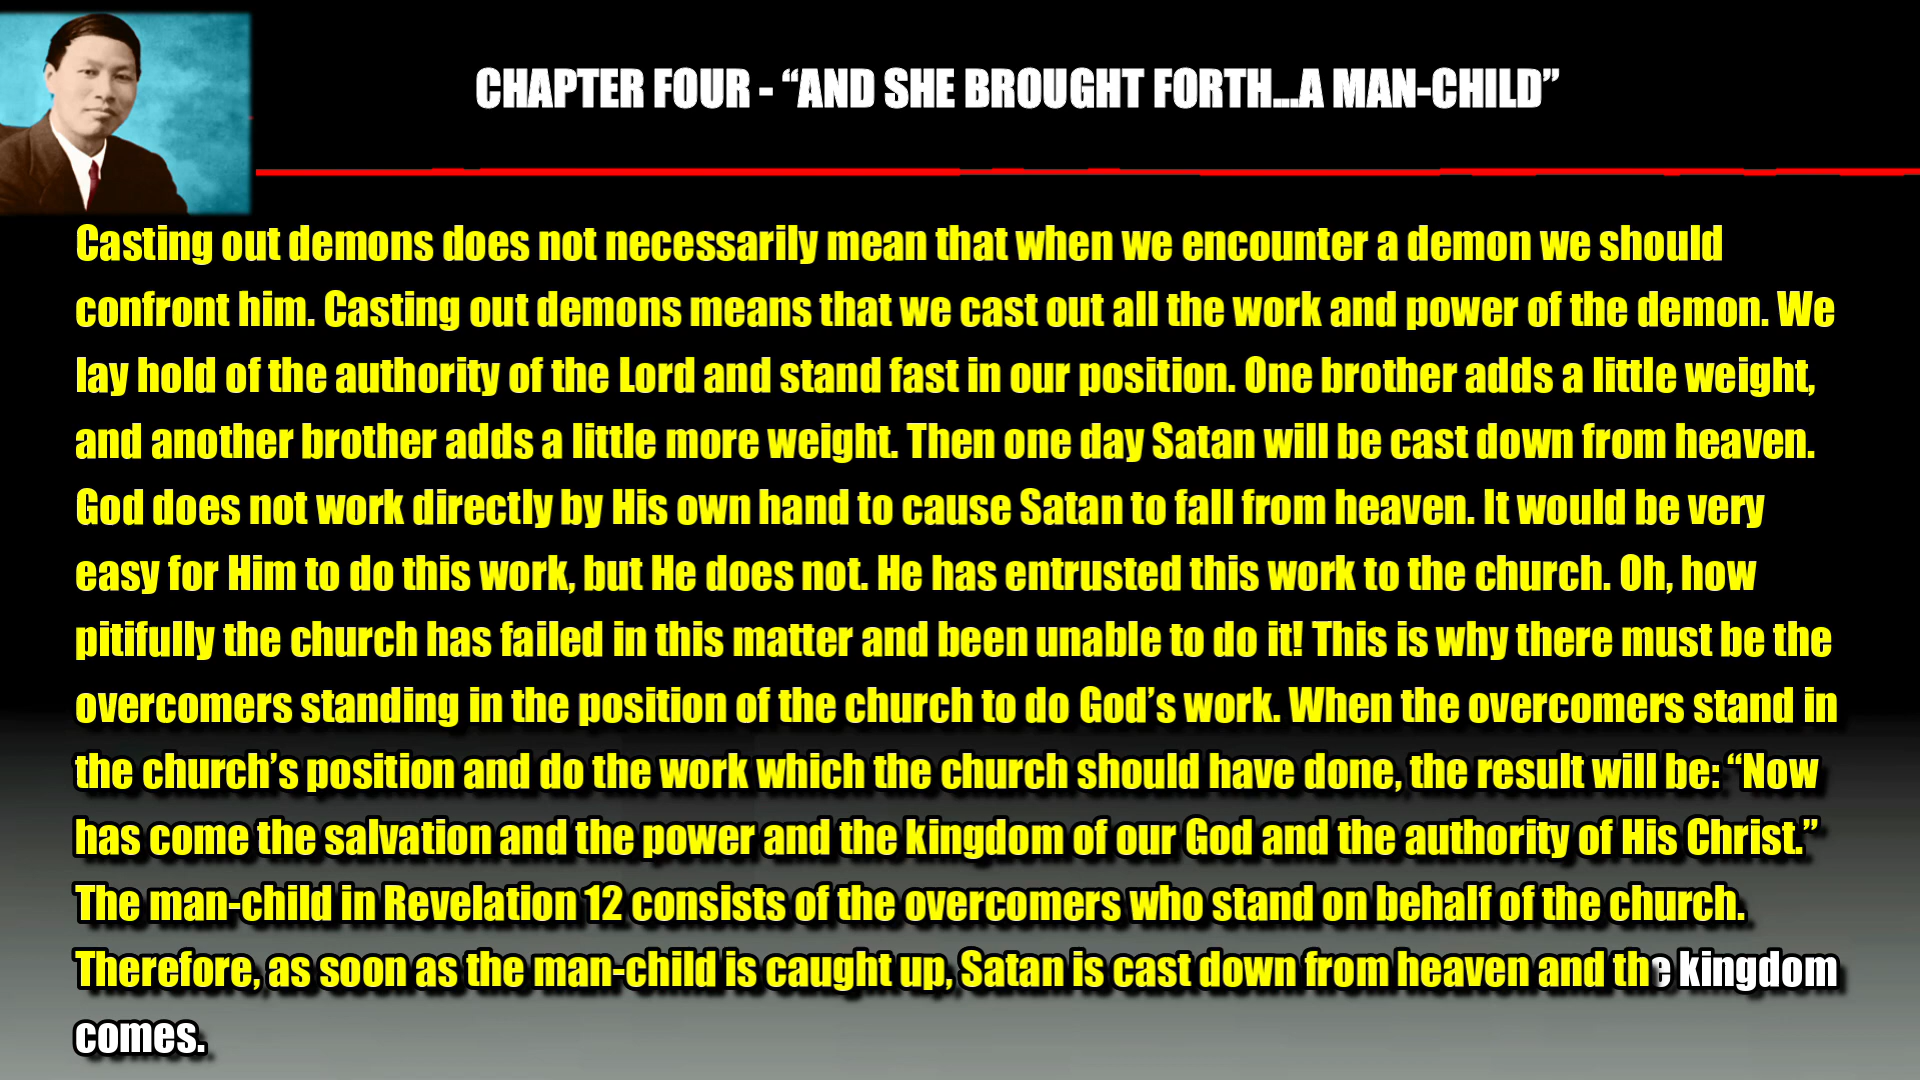 CHAPTER FOUR - “AND SHE BROUGHT FORTH...A MAN-CHILD”
Casting out demons does not necessarily mean that when we encounter a demon we should
confront him. Casting out demons means that we cast out all the work and power of the demon. We
lay hold of the authority of the Lord and stand fast in our position. One brother adds a little weight,
and another brother adds a little more weight. Then one day Satan will be cast down from heaven.
God does not work directly by His own hand to cause Satan to fall from heaven. It would be very
easy for Him to do this work, but He does not. He has entrusted this work to the church. Oh, how
pitifully the church has failed in this matter and been unable to do it! This is why there must be the
overcomers standing in the position of the church to do God’s work. When the overcomers stand in
the church’s position and do the work which the church should have done, the result will be: “Now
has come the salvation and the power and the kingdom of our God and the authority of His Christ.”
The man-child in Revelation 12 consists of the overcomers who stand on behalf of the church.
Therefore, as soon as the man-child is caught up, Satan is cast down from heaven and the kingdom
comes.